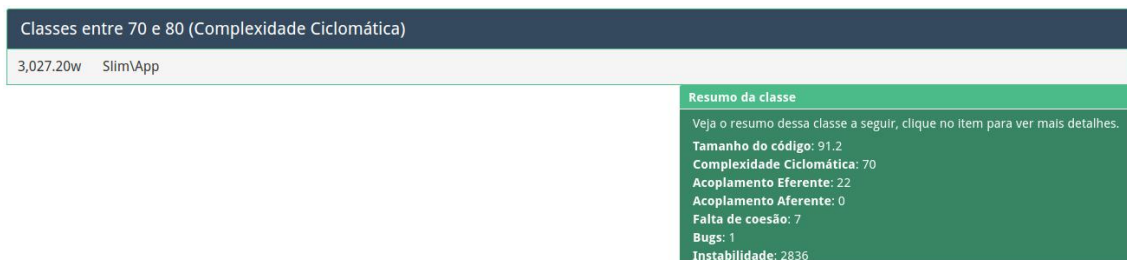 Classes entre 70 e 80 (Complexidade Ciclomática)
3,027.20w Slim\App
Resumo da classe
Veja o resumo dessa classe a seguir, clique no item para ver mais detalhes.
Tamanho do código: 91.2
Complexidade Ciclomática: 70
Acoplamento Eferente: 22
Acoplamento Aferente: 0
Falta de coesão: 7
Bugs: 1
Instabilidade: 2836